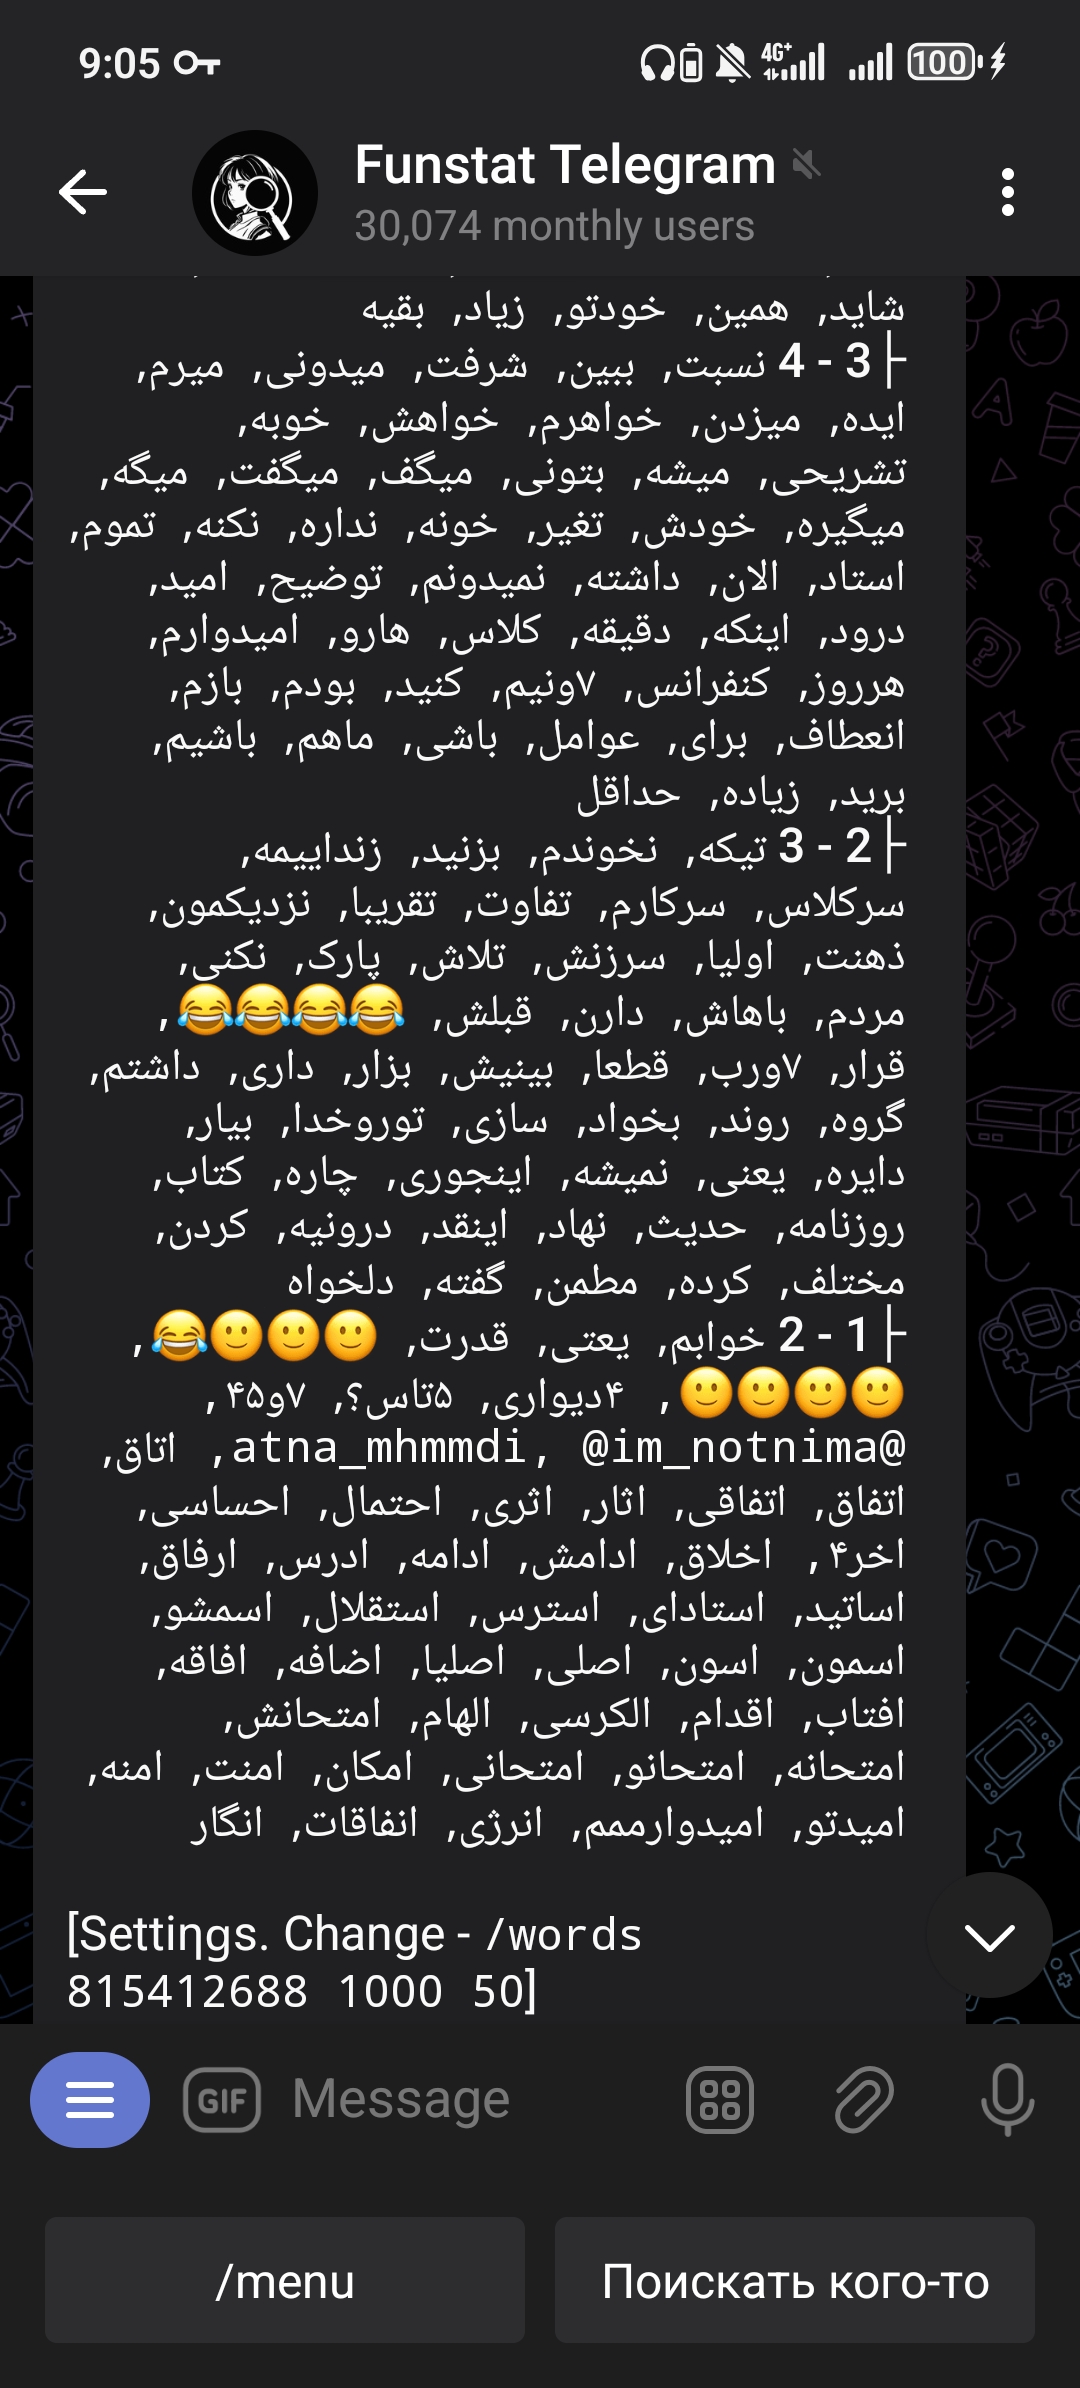 9:05
4G+
100
Funstat Telegram
30,074 monthly users
شاید, همین, خودتو, زیاد, بقیه
├ 3 - 4 نسبت, ببین, شرفت, میدونی, میرم,
ایده, میزدن, خواهرم, خواهش, خوبه,
تشریحی, میشه, بتونی, میگف, میگفت, میگه,
میگیره, خودش, تغیر, خونه, نداره, نکنه, تموم,
استاد, الان, داشته, نمیدونم, توضیح, امید,
درود, اینکه, دقیقه, کلاس, هارو, امیدوارم,
هرروز, کنفرانس, ۷ونیم, کنید, بودم, بازم,
انعطاف, برای, عوامل, باشی, ماهم, باشیم,
برید, زیاده, حداقل
├ 2 - 3 تیکه, نخوندم, بزنید, زنداییمه,
سرکلاس, سرکارم, تفاوت, تقریبا, نزدیکمون,
ذهنت, اولیا, سرزنش, تلاش, پارک, نکنی,
مردم, باهاش, دارن, قبلش, 😂😂😂😂,
قرار, ۷ورب, قطعا, بینیش, بزار, داری, داشتم,
گروه, روند, بخواد, سازی, توروخدا, بیار,
دایره, یعنی, نمیشه, اینجوری, چاره, کتاب,
روزنامه, حدیث, نهاد, اینقد, درونیه, کردن,
مختلف, کرده, مطمن, گفته, دلخواه
├ 1 - 2 خوابم, یعتی, قدرت, 🙂🙂🙂😂,
🙂🙂🙂🙂, ۴دیواری, ۵تاس؟, ۷و۴۵,
@atna_mhmmdi, @im_notnima, اتاق,
اتفاق, اتفاقی, اثار, اثری, احتمال, احساسی,
اخر۴, اخلاق, ادامش, ادامه, ادرس, ارفاق,
اساتید, استادای, استرس, استقلال, اسمشو,
اسمون, اسون, اصلی, اصلیا, اضافه, افاقه,
افتاب, اقدام, الکرسی, الهام, امتحانش,
امتحانه, امتحانو, امتحانی, امکان, امنت, امنه,
امیدتو, امیدوارممم, انرژی, انفاقات, انگار
[Settiηgs. Change - /words
815412688 1000 50]
GIF Message
/menu
Поискать кого-то